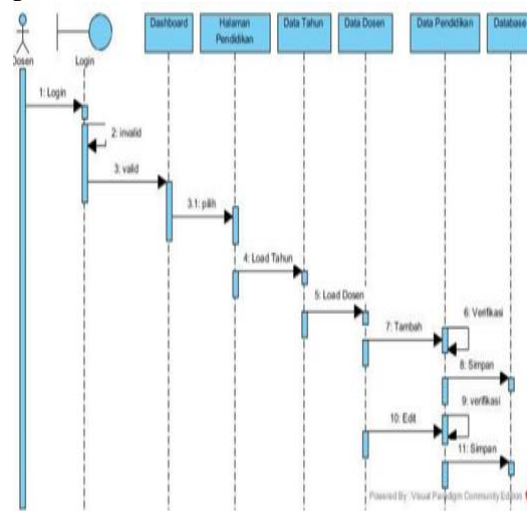 Dosen
Login
Dashboard
Halaman
Pendidikan
Data Tahun
Data Dosen
Data Pendidikan
Database
1: Login
2: invalid
3: valid
3.1: pilih
4: Load Tahun
5: Load Dosen
6: Verifikasi
7: Tambah
8: Simpan
9: verifikasi
10: Edit
11: Simpan
Powered By: Visual Paradigm Community Edition